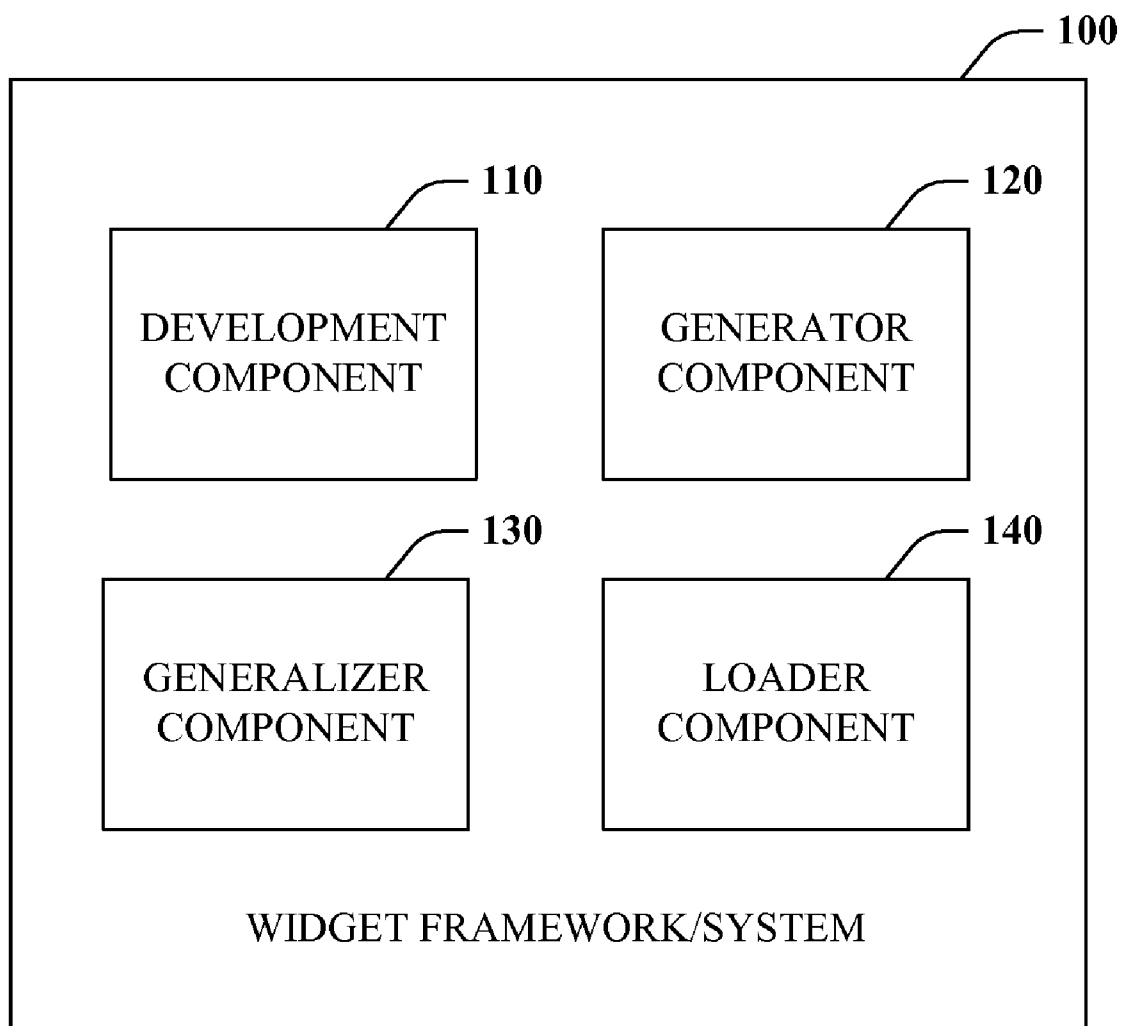 100
110
120
DEVELOPMENT
COMPONENT
GENERATOR
COMPONENT
130
140
GENERALIZER
COMPONENT
LOADER
COMPONENT
WIDGET FRAMEWORK/SYSTEM